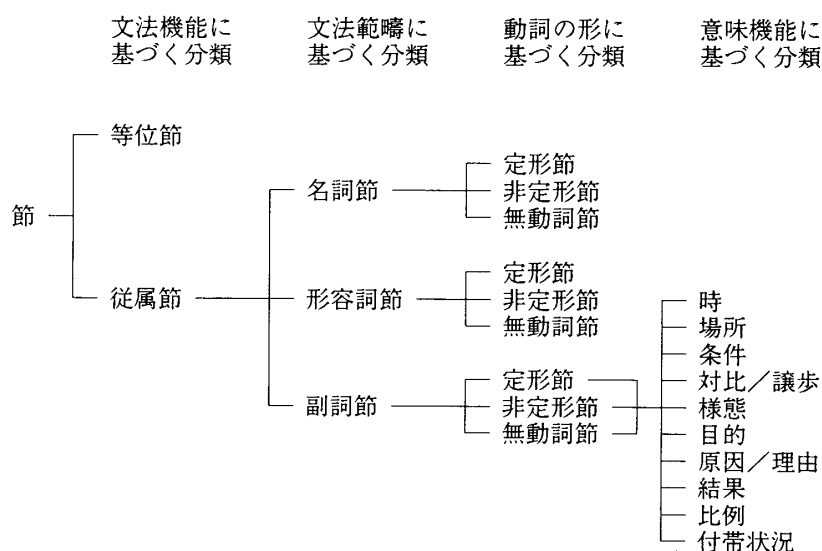 文法機能に 文法範疇に 動詞の形に 意味機能に
基づく分類 基づく分類 基づく分類 基づく分類
等位節
定形節
名詞節 非定形節
節 無動詞節
定形節
従属節 形容詞節 非定形節 時
無動詞節 場所
条件
定形節 対比／譲歩
副詞節 非定形節 様態
無動詞節 目的
原因／理由
結果
比例
付帯状況